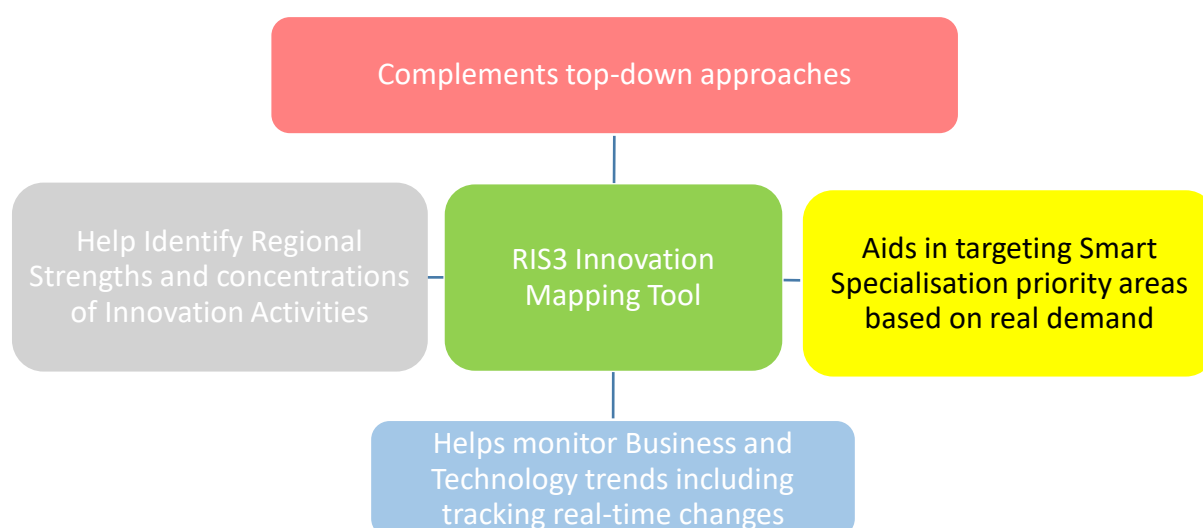 Complements top-down approaches
Help Identify Regional
Strengths and concentrations
of Innovation Activities
RIS3 Innovation
Mapping Tool
Aids in targeting Smart
Specialisation priority areas
based on real demand
Helps monitor Business and
Technology trends including
tracking real-time changes